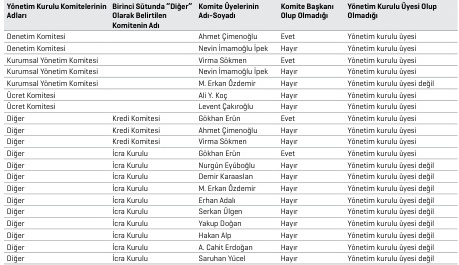 Yönetim Kurulu Komitelerinin Adları | Birinci Sütunda “Diğer” Olarak Belirtilen Komitenin Adı | Komite Üyelerinin Adı-Soyadı | Komite Başkanı Olup Olmadığı | Yönetim Kurulu Üyesi Olup Olmadığı
Denetim Komitesi | | Ahmet Çimenoğlu | Evet | Yönetim kurulu üyesi
Denetim Komitesi | | Nevin İmamoğlu İpek | Hayır | Yönetim kurulu üyesi
Kurumsal Yönetim Komitesi | | Virma Sökmen | Evet | Yönetim kurulu üyesi
Kurumsal Yönetim Komitesi | | Nevin İmamoğlu İpek | Hayır | Yönetim kurulu üyesi
Kurumsal Yönetim Komitesi | | M. Erkan Özdemir | Hayır | Yönetim kurulu üyesi değil
Ücret Komitesi | | Ali Y. Koç | Hayır | Yönetim kurulu üyesi
Ücret Komitesi | | Levent Çakıroğlu | Hayır | Yönetim kurulu üyesi
Diğer | Kredi Komitesi | Gökhan Erün | Evet | Yönetim kurulu üyesi
Diğer | Kredi Komitesi | Ahmet Çimenoğlu | Hayır | Yönetim kurulu üyesi
Diğer | Kredi Komitesi | Virma Sökmen | Hayır | Yönetim kurulu üyesi
Diğer | İcra Kurulu | Gökhan Erün | Evet | Yönetim kurulu üyesi
Diğer | İcra Kurulu | Nurgün Eyüboğlu | Hayır | Yönetim kurulu üyesi değil
Diğer | İcra Kurulu | Demir Karaaslan | Hayır | Yönetim kurulu üyesi değil
Diğer | İcra Kurulu | M. Erkan Özdemir | Hayır | Yönetim kurulu üyesi değil
Diğer | İcra Kurulu | Erhan Adalı | Hayır | Yönetim kurulu üyesi değil
Diğer | İcra Kurulu | Serkan Ülgen | Hayır | Yönetim kurulu üyesi değil
Diğer | İcra Kurulu | Yakup Doğan | Hayır | Yönetim kurulu üyesi değil
Diğer | İcra Kurulu | Hakan Alp | Hayır | Yönetim kurulu üyesi değil
Diğer | İcra Kurulu | A. Cahit Erdoğan | Hayır | Yönetim kurulu üyesi değil
Diğer | İcra Kurulu | Saruhan Yücel | Hayır | Yönetim kurulu üyesi değil